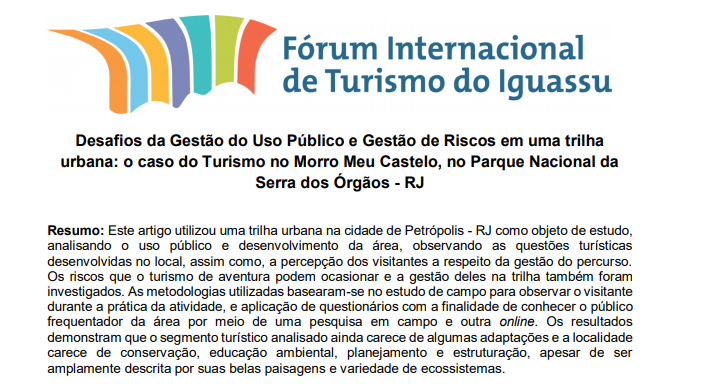 Fórum Internacional
de Turismo do Iguassu
Desafios da Gestão do Uso Público e Gestão de Riscos em uma trilha
urbana: o caso do Turismo no Morro Meu Castelo, no Parque Nacional da
Serra dos Órgãos - RJ
Resumo: Este artigo utilizou uma trilha urbana na cidade de Petrópolis - RJ como objeto de estudo,
analisando o uso público e desenvolvimento da área, observando as questões turísticas
desenvolvidas no local, assim como, a percepção dos visitantes a respeito da gestão do percurso.
Os riscos que o turismo de aventura podem ocasionar e a gestão deles na trilha também foram
investigados. As metodologias utilizadas basearam-se no estudo de campo para observar o visitante
durante a prática da atividade, e aplicação de questionários com a finalidade de conhecer o público
frequentador da área por meio de uma pesquisa em campo e outra online. Os resultados
demonstram que o segmento turístico analisado ainda carece de algumas adaptações e a localidade
carece de conservação, educação ambiental, planejamento e estruturação, apesar de ser
amplamente descrita por suas belas paisagens e variedade de ecossistemas.